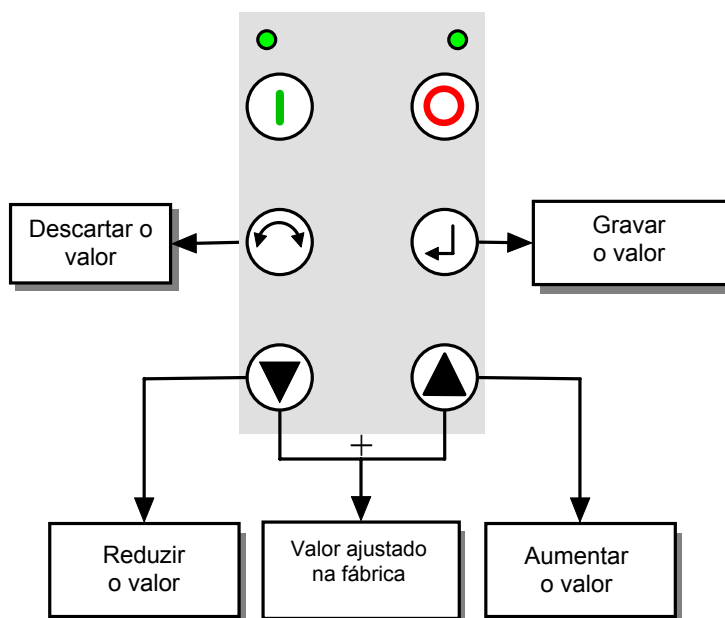 Descartar o
valor
Gravar
o valor
+
Reduzir
o valor
Valor ajustado
na fábrica
Aumentar
o valor